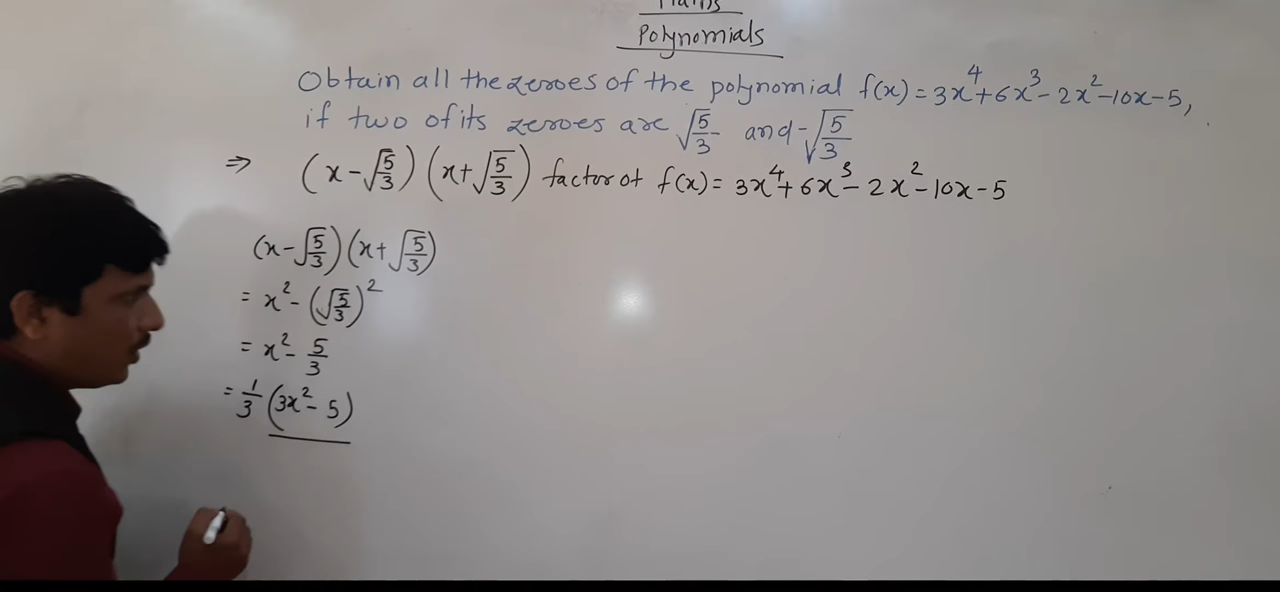 Maths
Polynomials
Obtain all the zeroes of the polynomial f(x) = 3x⁴+6x³-2x²-10x-5,
if two of its zeroes are √5/3 and -√5/3
⇒ (x-√5/3)(x+√5/3) factor of f(x) = 3x⁴+6x³-2x²-10x-5
(x-√5/3)(x+√5/3)
= x² - (√5/3)²
= x² - 5/3
= 1/3 (3x² - 5)